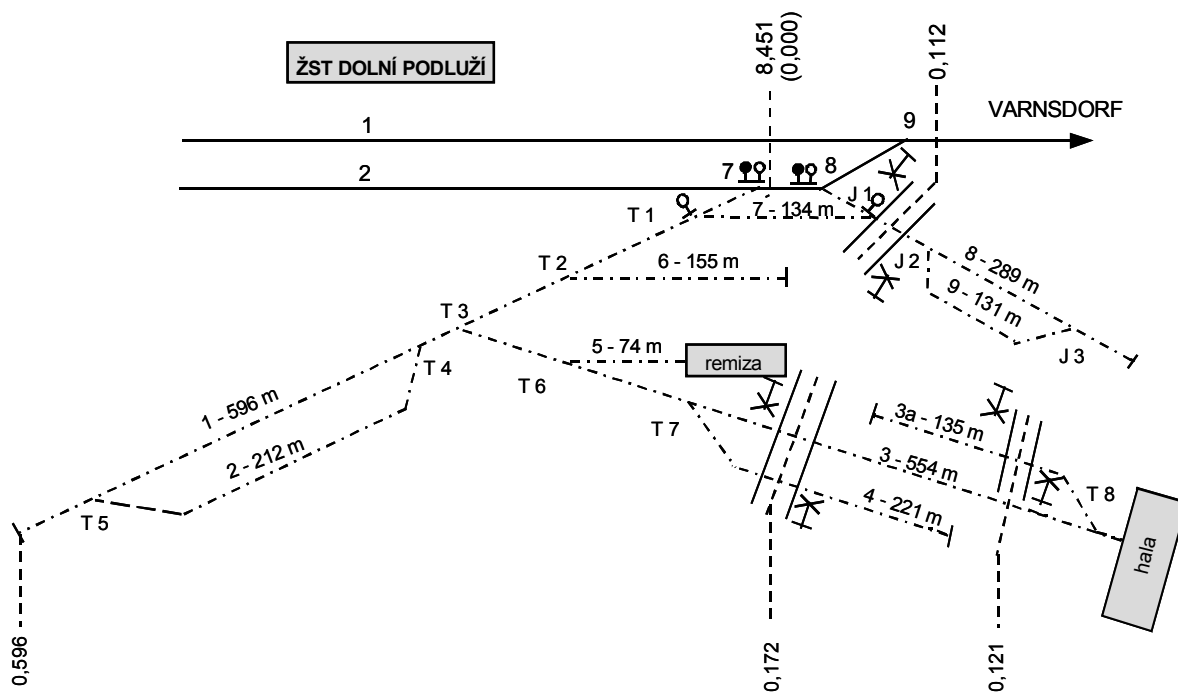 ŽST DOLNÍ PODLUŽÍ
8,451
(0,000)
0,112
VARNSDORF
1
9
2
7
8
T 1
7 - 134 m
J 1
T 2
6 - 155 m
J 2
8 - 289 m
9 - 131 m
J 3
T 3
T 4
5 - 74 m
remiza
T 6
1 - 596 m
2 - 212 m
T 7
3a - 135 m
3 - 554 m
4 - 221 m
T 8
T 5
hala
0,596
0,172
0,121